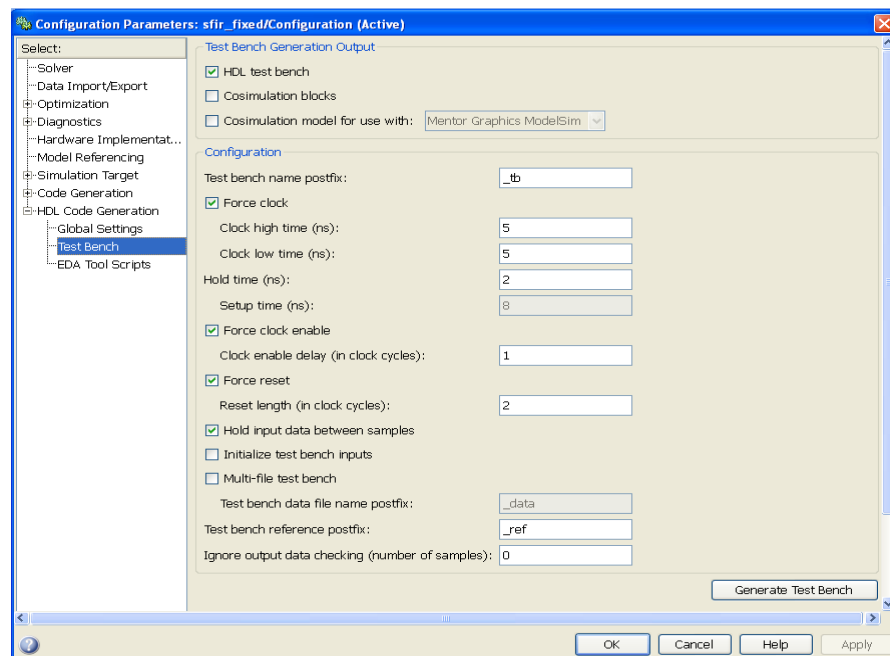 Configuration Parameters: sfir_fixed/Configuration (Active)
Select:
Solver
Data Import/Export
Optimization
Diagnostics
Hardware Implementat...
Model Referencing
Simulation Target
Code Generation
HDL Code Generation
Global Settings
Test Bench
EDA Tool Scripts
Test Bench Generation Output
HDL test bench
Cosimulation blocks
Cosimulation model for use with: Mentor Graphics ModelSim
Configuration
Test bench name postfix: _tb
Force clock
Clock high time (ns): 5
Clock low time (ns): 5
Hold time (ns): 2
Setup time (ns): 8
Force clock enable
Clock enable delay (in clock cycles): 1
Force reset
Reset length (in clock cycles): 2
Hold input data between samples
Initialize test bench inputs
Multi-file test bench
Test bench data file name postfix: _data
Test bench reference postfix: _ref
Ignore output data checking (number of samples): 0
Generate Test Bench
OK Cancel Help Apply